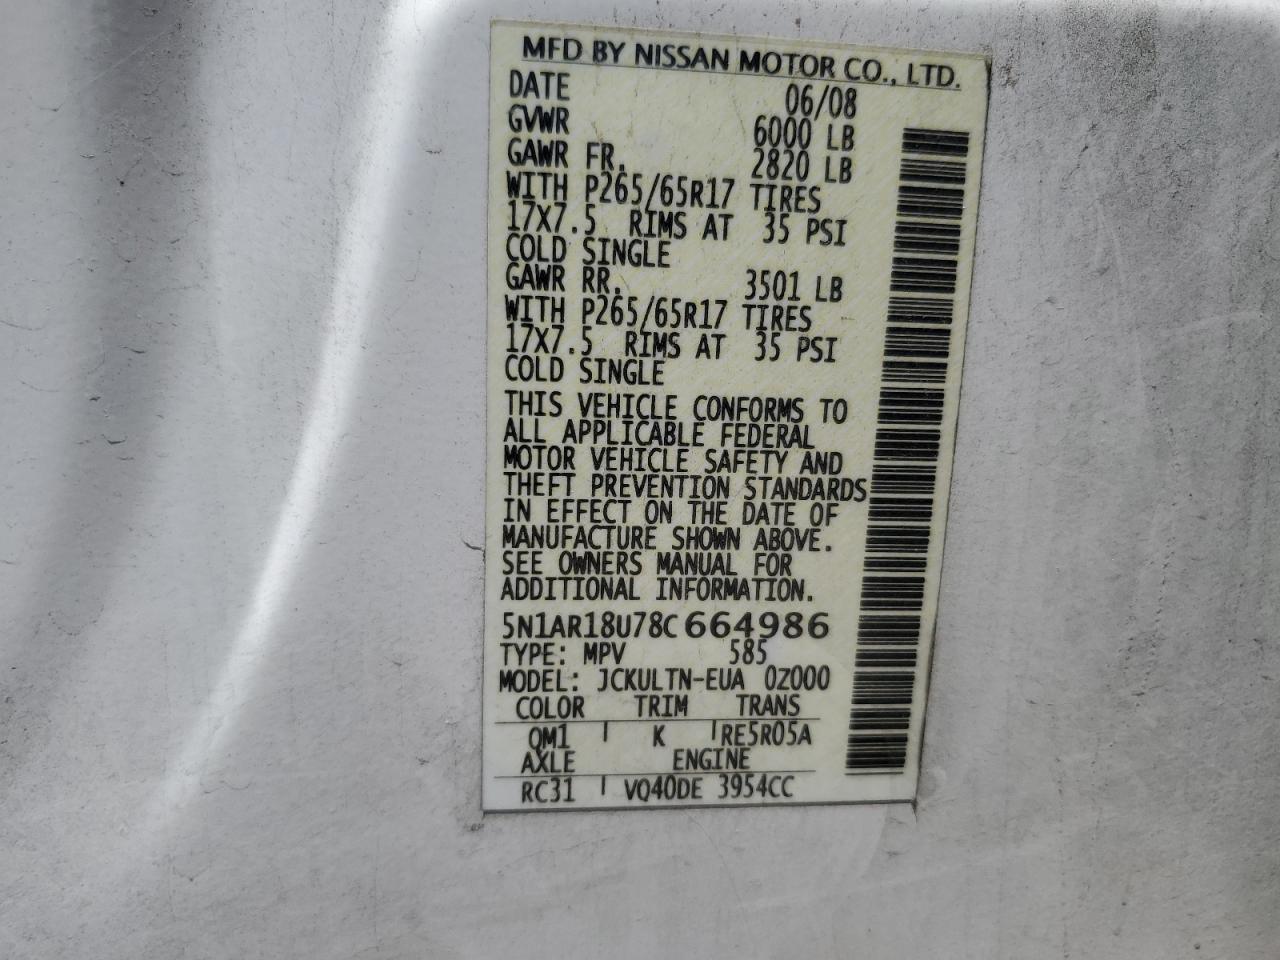 MFD BY NISSAN MOTOR CO., LTD.
DATE 06/08
GVWR 6000 LB
GAWR FR. 2820 LB
WITH P265/65R17 TIRES
17X7.5 RIMS AT 35 PSI
COLD SINGLE
GAWR RR. 3501 LB
WITH P265/65R17 TIRES
17X7.5 RIMS AT 35 PSI
COLD SINGLE
THIS VEHICLE CONFORMS TO
ALL APPLICABLE FEDERAL
MOTOR VEHICLE SAFETY AND
THEFT PREVENTION STANDARDS
IN EFFECT ON THE DATE OF
MANUFACTURE SHOWN ABOVE.
SEE OWNERS MANUAL FOR
ADDITIONAL INFORMATION.
5N1AR18U78C664986
TYPE: MPV 585
MODEL: JCKULTN-EUA 0Z000
COLOR TRIM TRANS
QM1 K RE5R05A
AXLE ENGINE
RC31 VQ40DE 3954CC